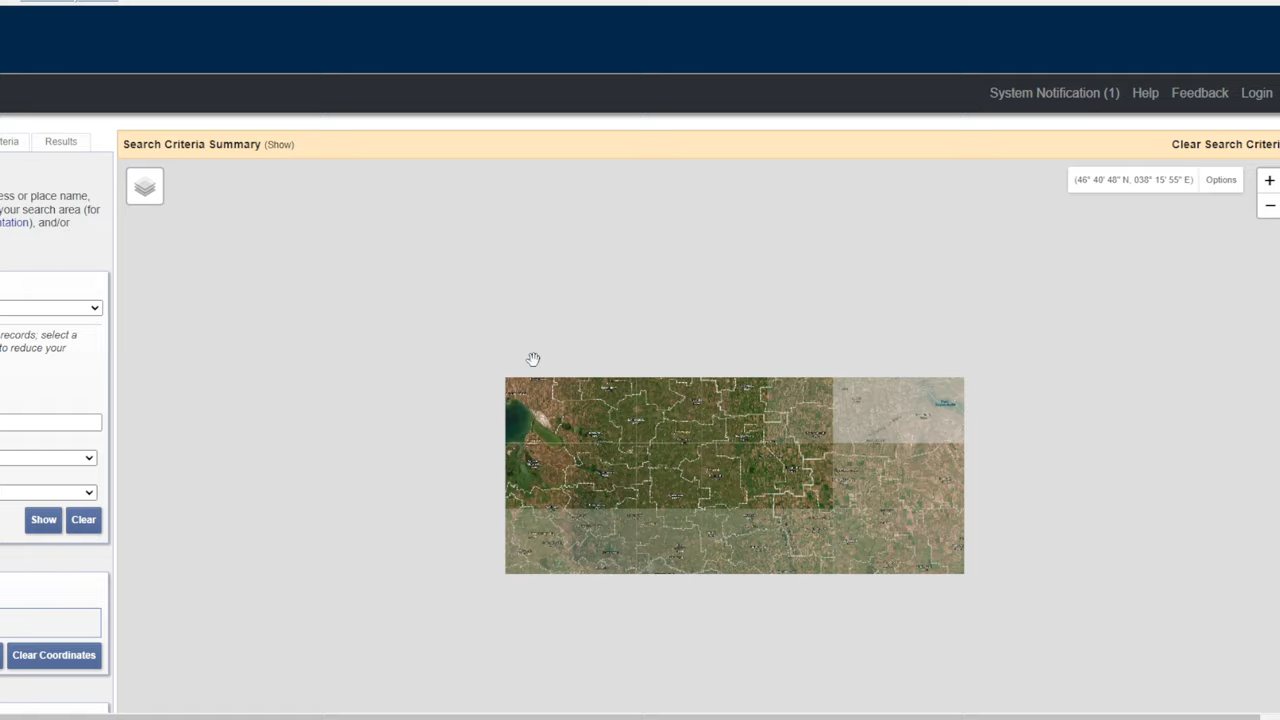 System Notification (1) Help Feedback Login
teria Results
Search Criteria Summary (Show) Clear Search Criteri
(46° 40' 48" N, 038° 15' 55" E) Options
+
−
ess or place name,
your search area (for
ntation), and/or
records; select a
to reduce your
Show Clear
Clear Coordinates